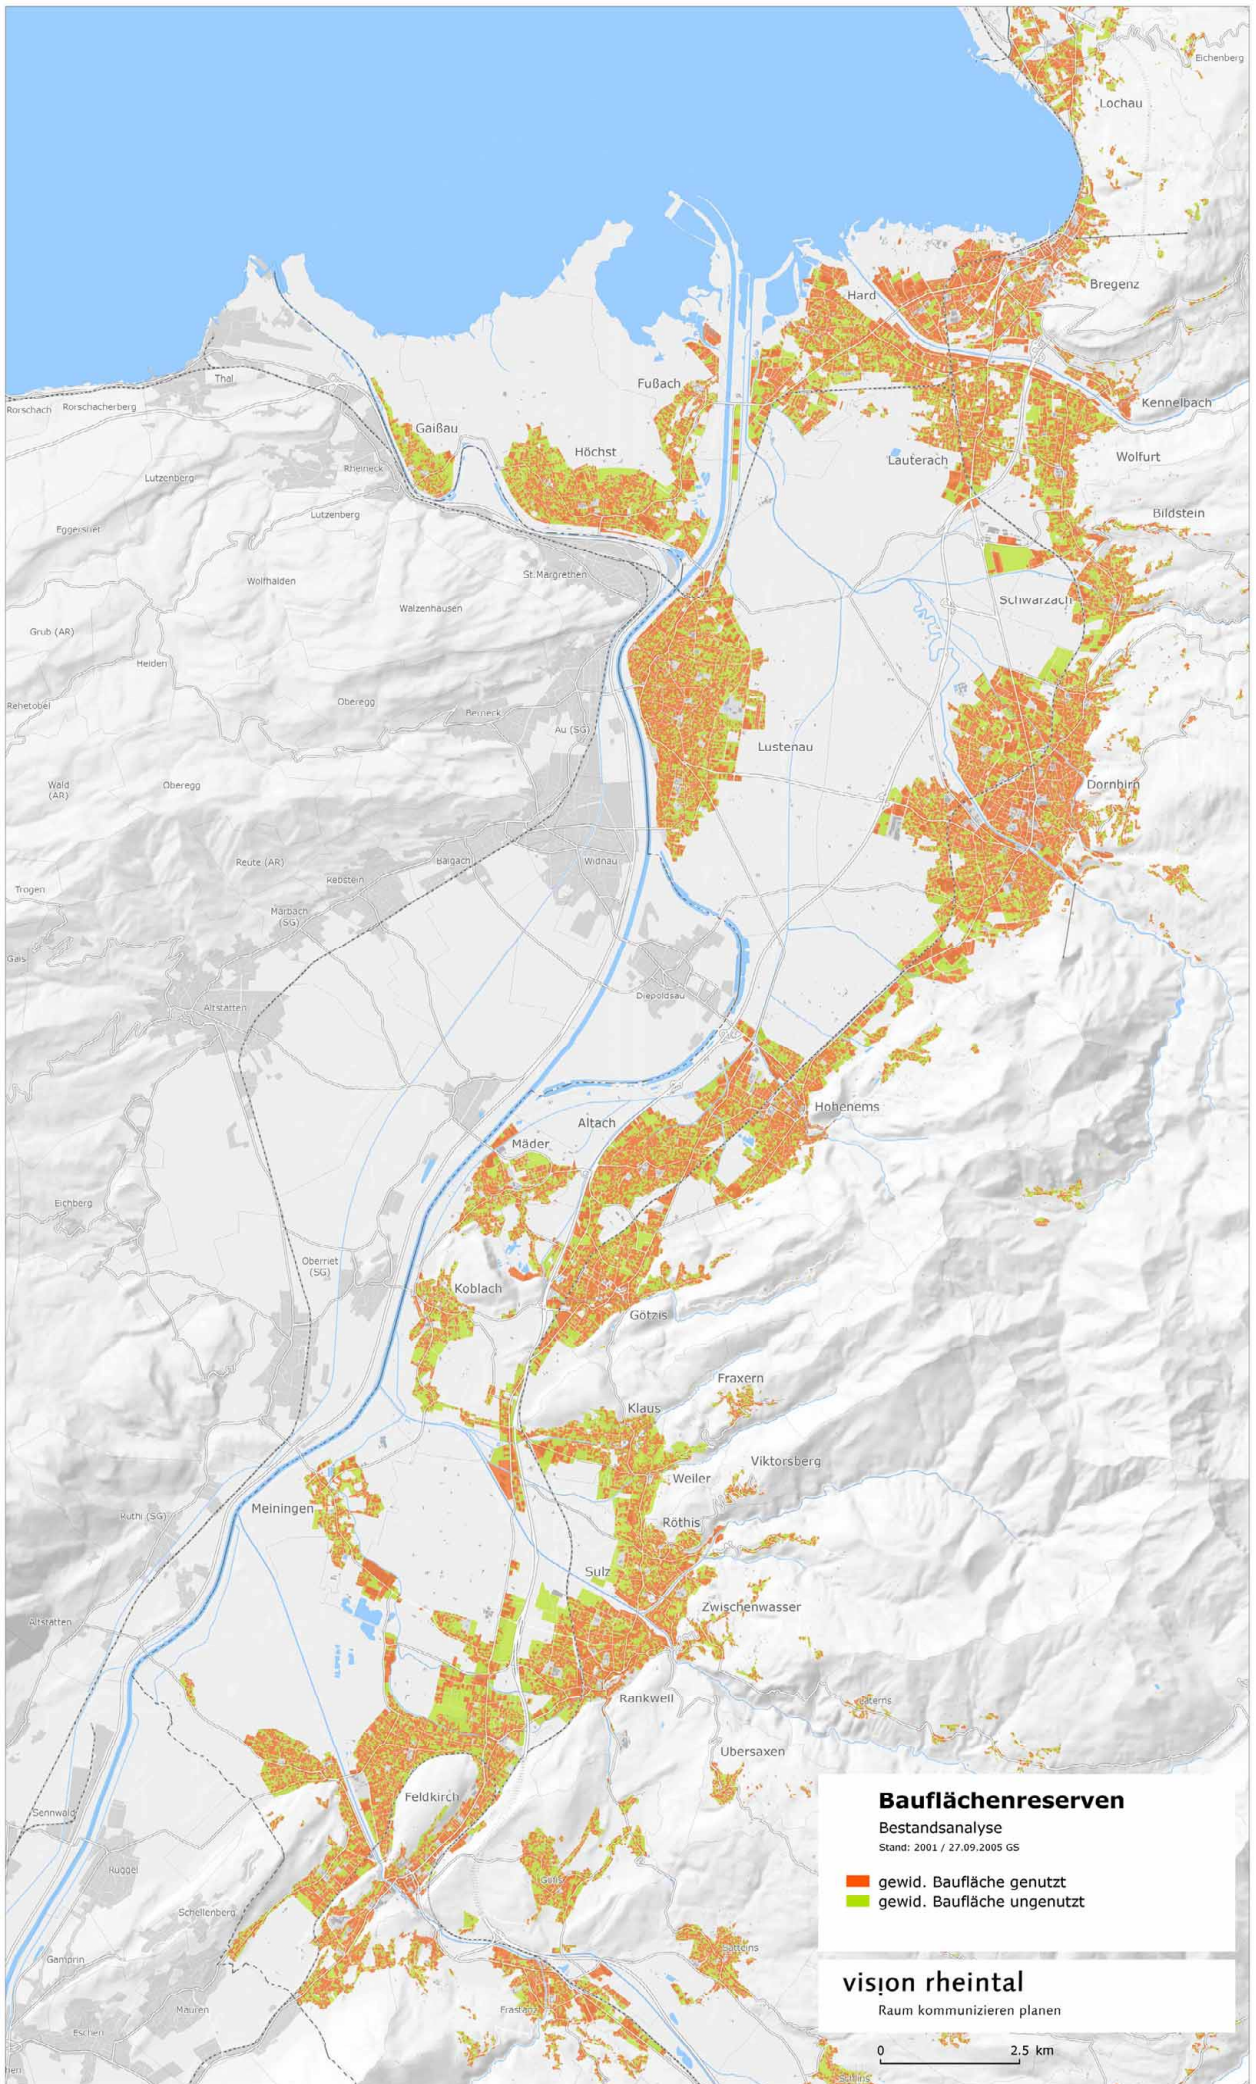 Eichenberg
Lochau
Bregenz
Hard
Thal
Fußach
Kennelbach
Rorschach
Rorschacherberg
Gaißau
Höchst
Lauterach
Wolfurt
Rheineck
Lutzenberg
Lutzenberg
Bildstein
Eggersriet
St.Margrethen
Wolfhalden
Schwarzach
Walzenhausen
Grub (AR)
Heiden
Rehetobel
Oberegg
Berneck
Au (SG)
Lustenau
Wald
(AR)
Oberegg
Dornbirn
Reute (AR)
Balgach
Widnau
Rebstein
Trogen
Marbach
(SG)
Gais
Diepoldsau
Altstätten
Hohenems
Altach
Mäder
Eichberg
Oberriet
(SG)
Koblach
Götzis
Fraxern
Klaus
Viktorsberg
Weiler
Meiningen
Rüthi (SG)
Röthis
Sulz
Zwischenwasser
Altstätten
Rankwell
Übersaxen
Feldkirch
Sennwald
Ruggel
Göfis
Schellenberg
Satteins
Gamprin
Mauren
Frastanz
Eschen
Bauflächenreserven
Bestandsanalyse
Stand: 2001 / 27.09.2005 GS
gewid. Baufläche genutzt
gewid. Baufläche ungenutzt
vision rheintal
Raum kommunizieren planen
0 2.5 km